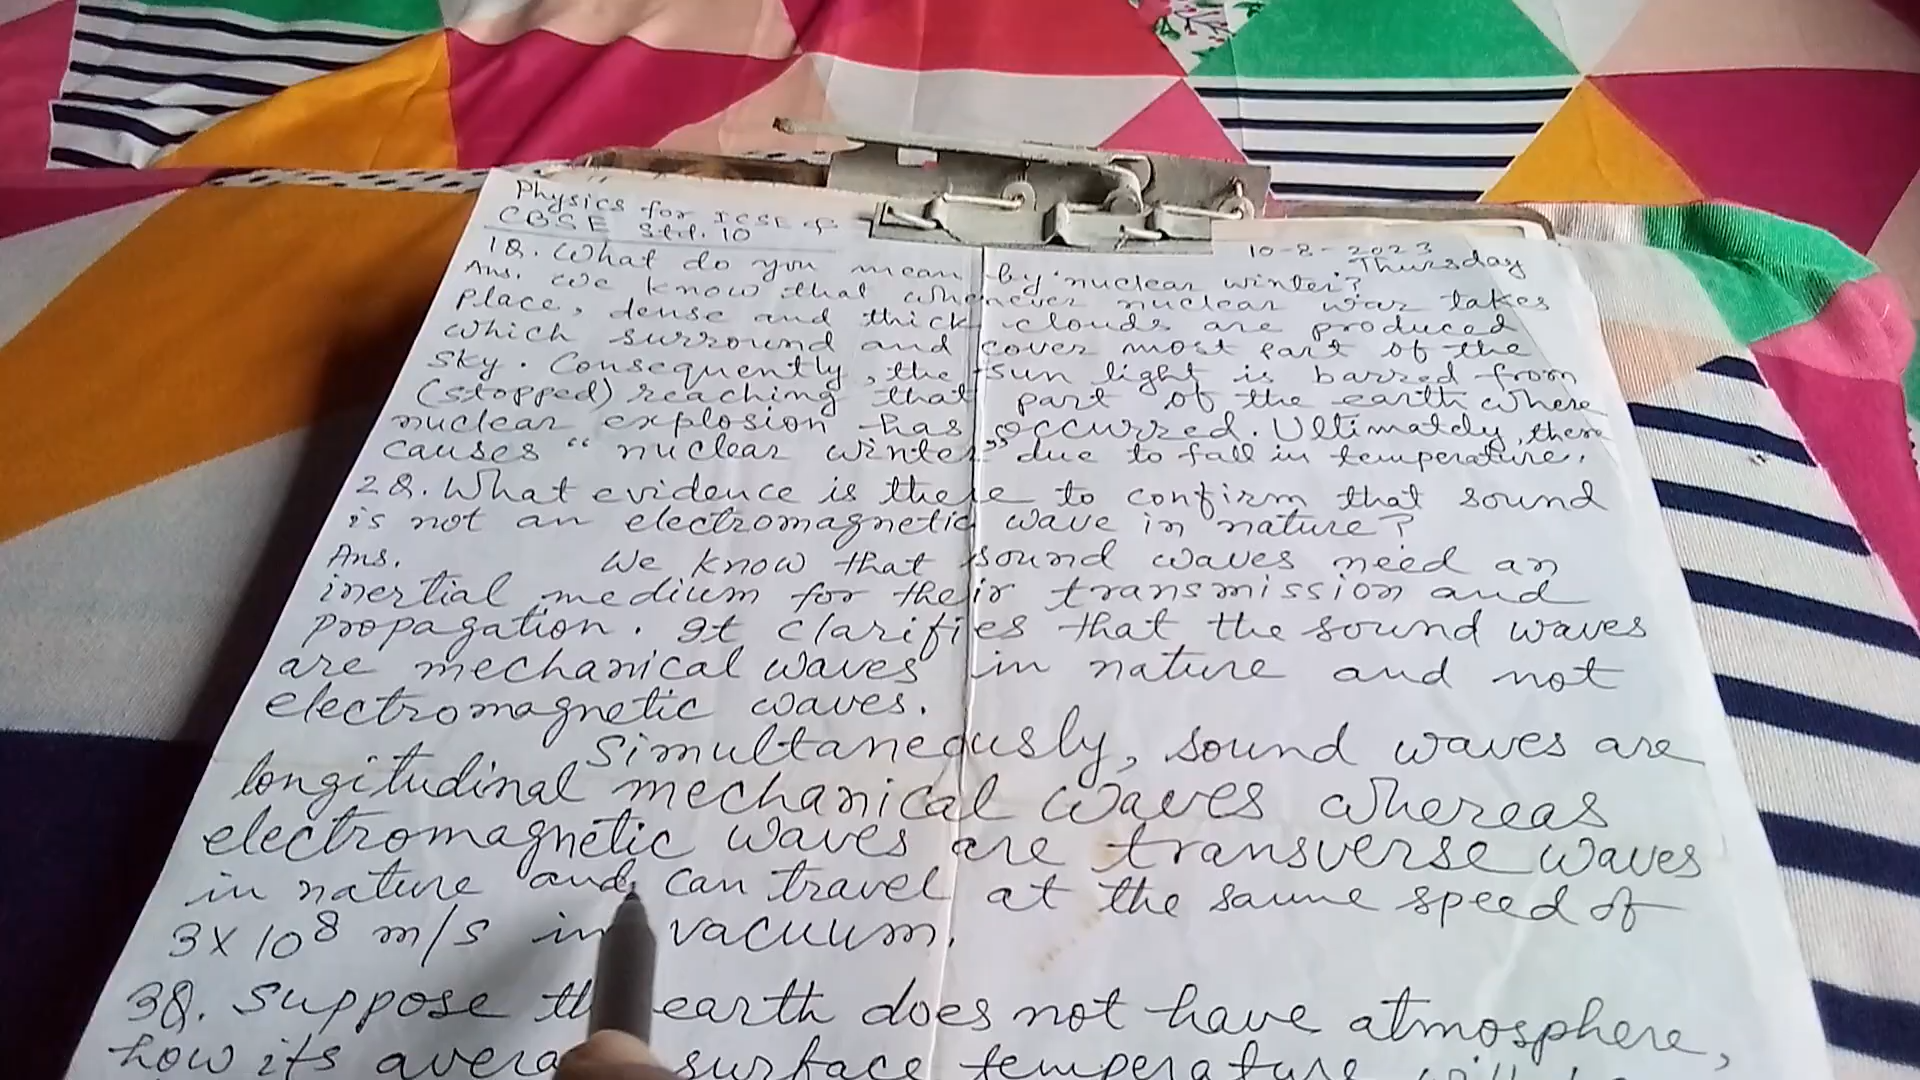 Physics for ICSE &
CBSE Std. 10
10-8-2023
Thursday
1Q. What do you mean by 'nuclear winter'?
Ans. We know that whenever nuclear war takes
place, dense and thick clouds are produced
which surround and cover most part of the
sky. Consequently, the sun light is barred from
(stopped) reaching that part of the earth where
nuclear explosion has occurred. Ultimately, there
causes "nuclear winter" due to fall in temperature.
2Q. What evidence is there to confirm that sound
is not an electromagnetic wave in nature?
Ans. We know that sound waves need an
inertial medium for their transmission and
propagation. It clarifies that the sound waves
are mechanical waves in nature and not
electromagnetic waves.
Simultaneously, sound waves are
longitudinal mechanical waves whereas
electromagnetic waves are transverse waves
in nature and can travel at the same speed of
3×10⁸ m/s in vacuum.
3Q. Suppose the earth does not have atmosphere,
how its surface temperature